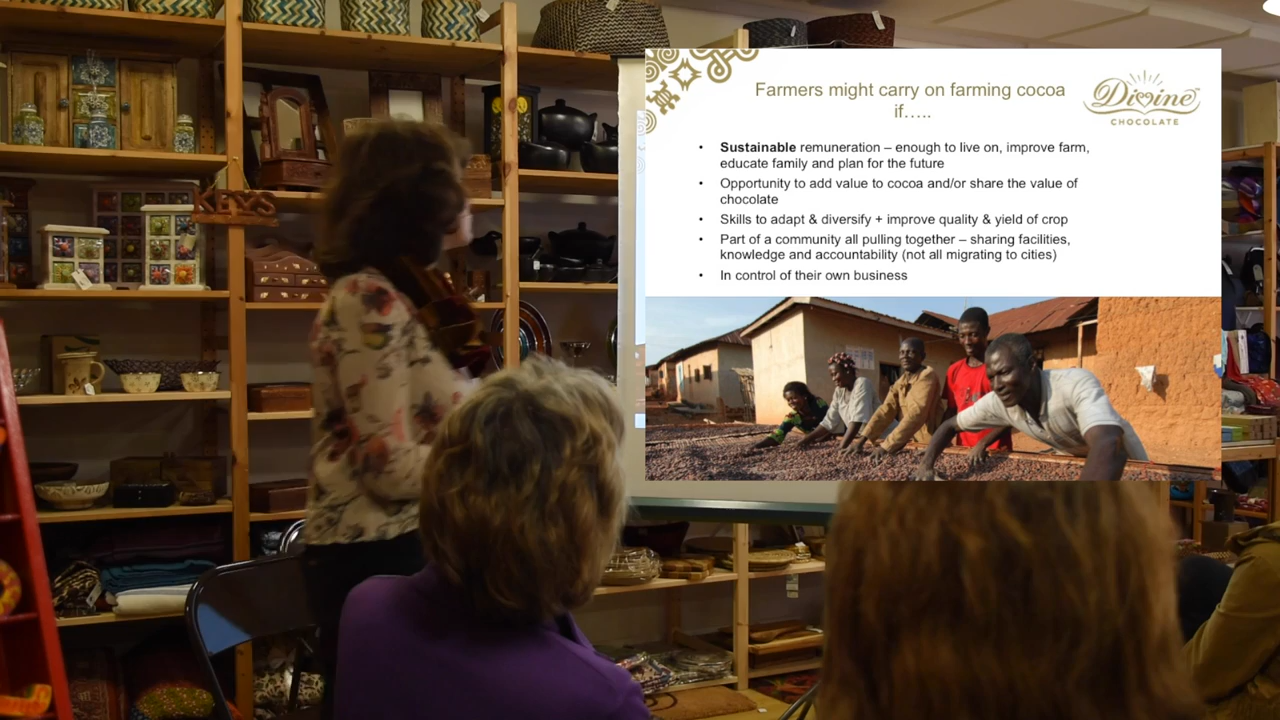 Farmers might carry on farming cocoa
if…..
Divine
CHOCOLATE
• Sustainable remuneration – enough to live on, improve farm,
educate family and plan for the future
• Opportunity to add value to cocoa and/or share the value of
chocolate
• Skills to adapt & diversify + improve quality & yield of crop
• Part of a community all pulling together – sharing facilities,
knowledge and accountability (not all migrating to cities)
• In control of their own business
KEYS